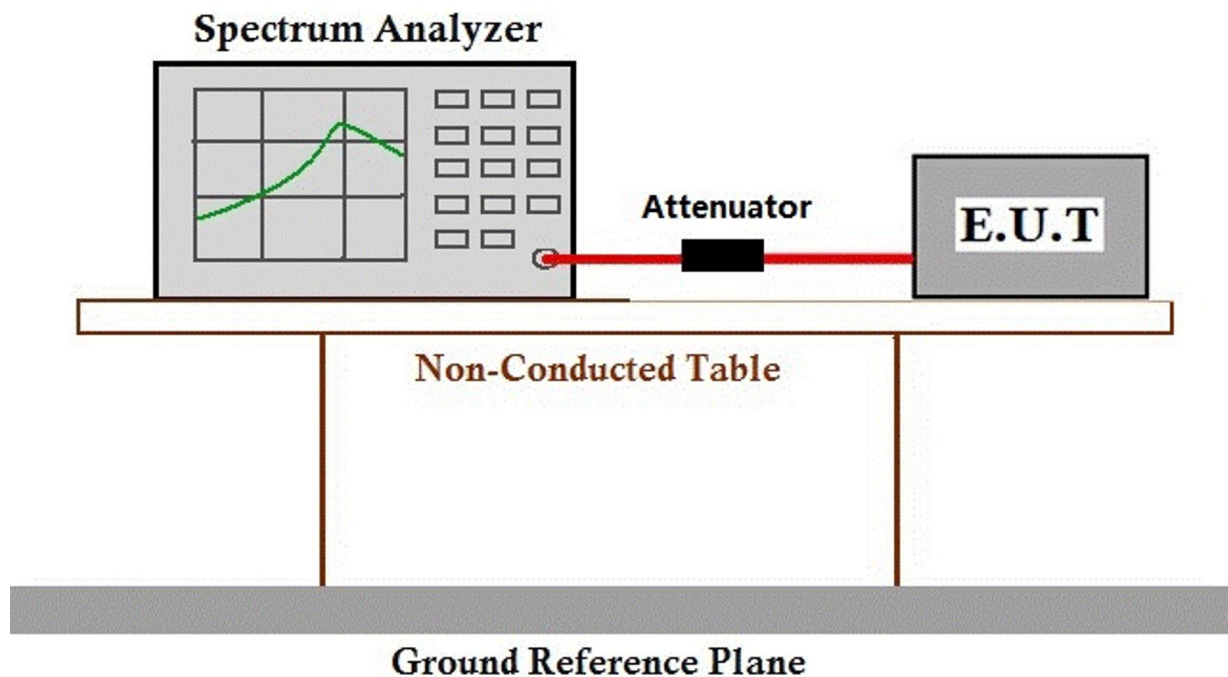 Spectrum Analyzer
Attenuator
E.U.T
Non-Conducted Table
Ground Reference Plane